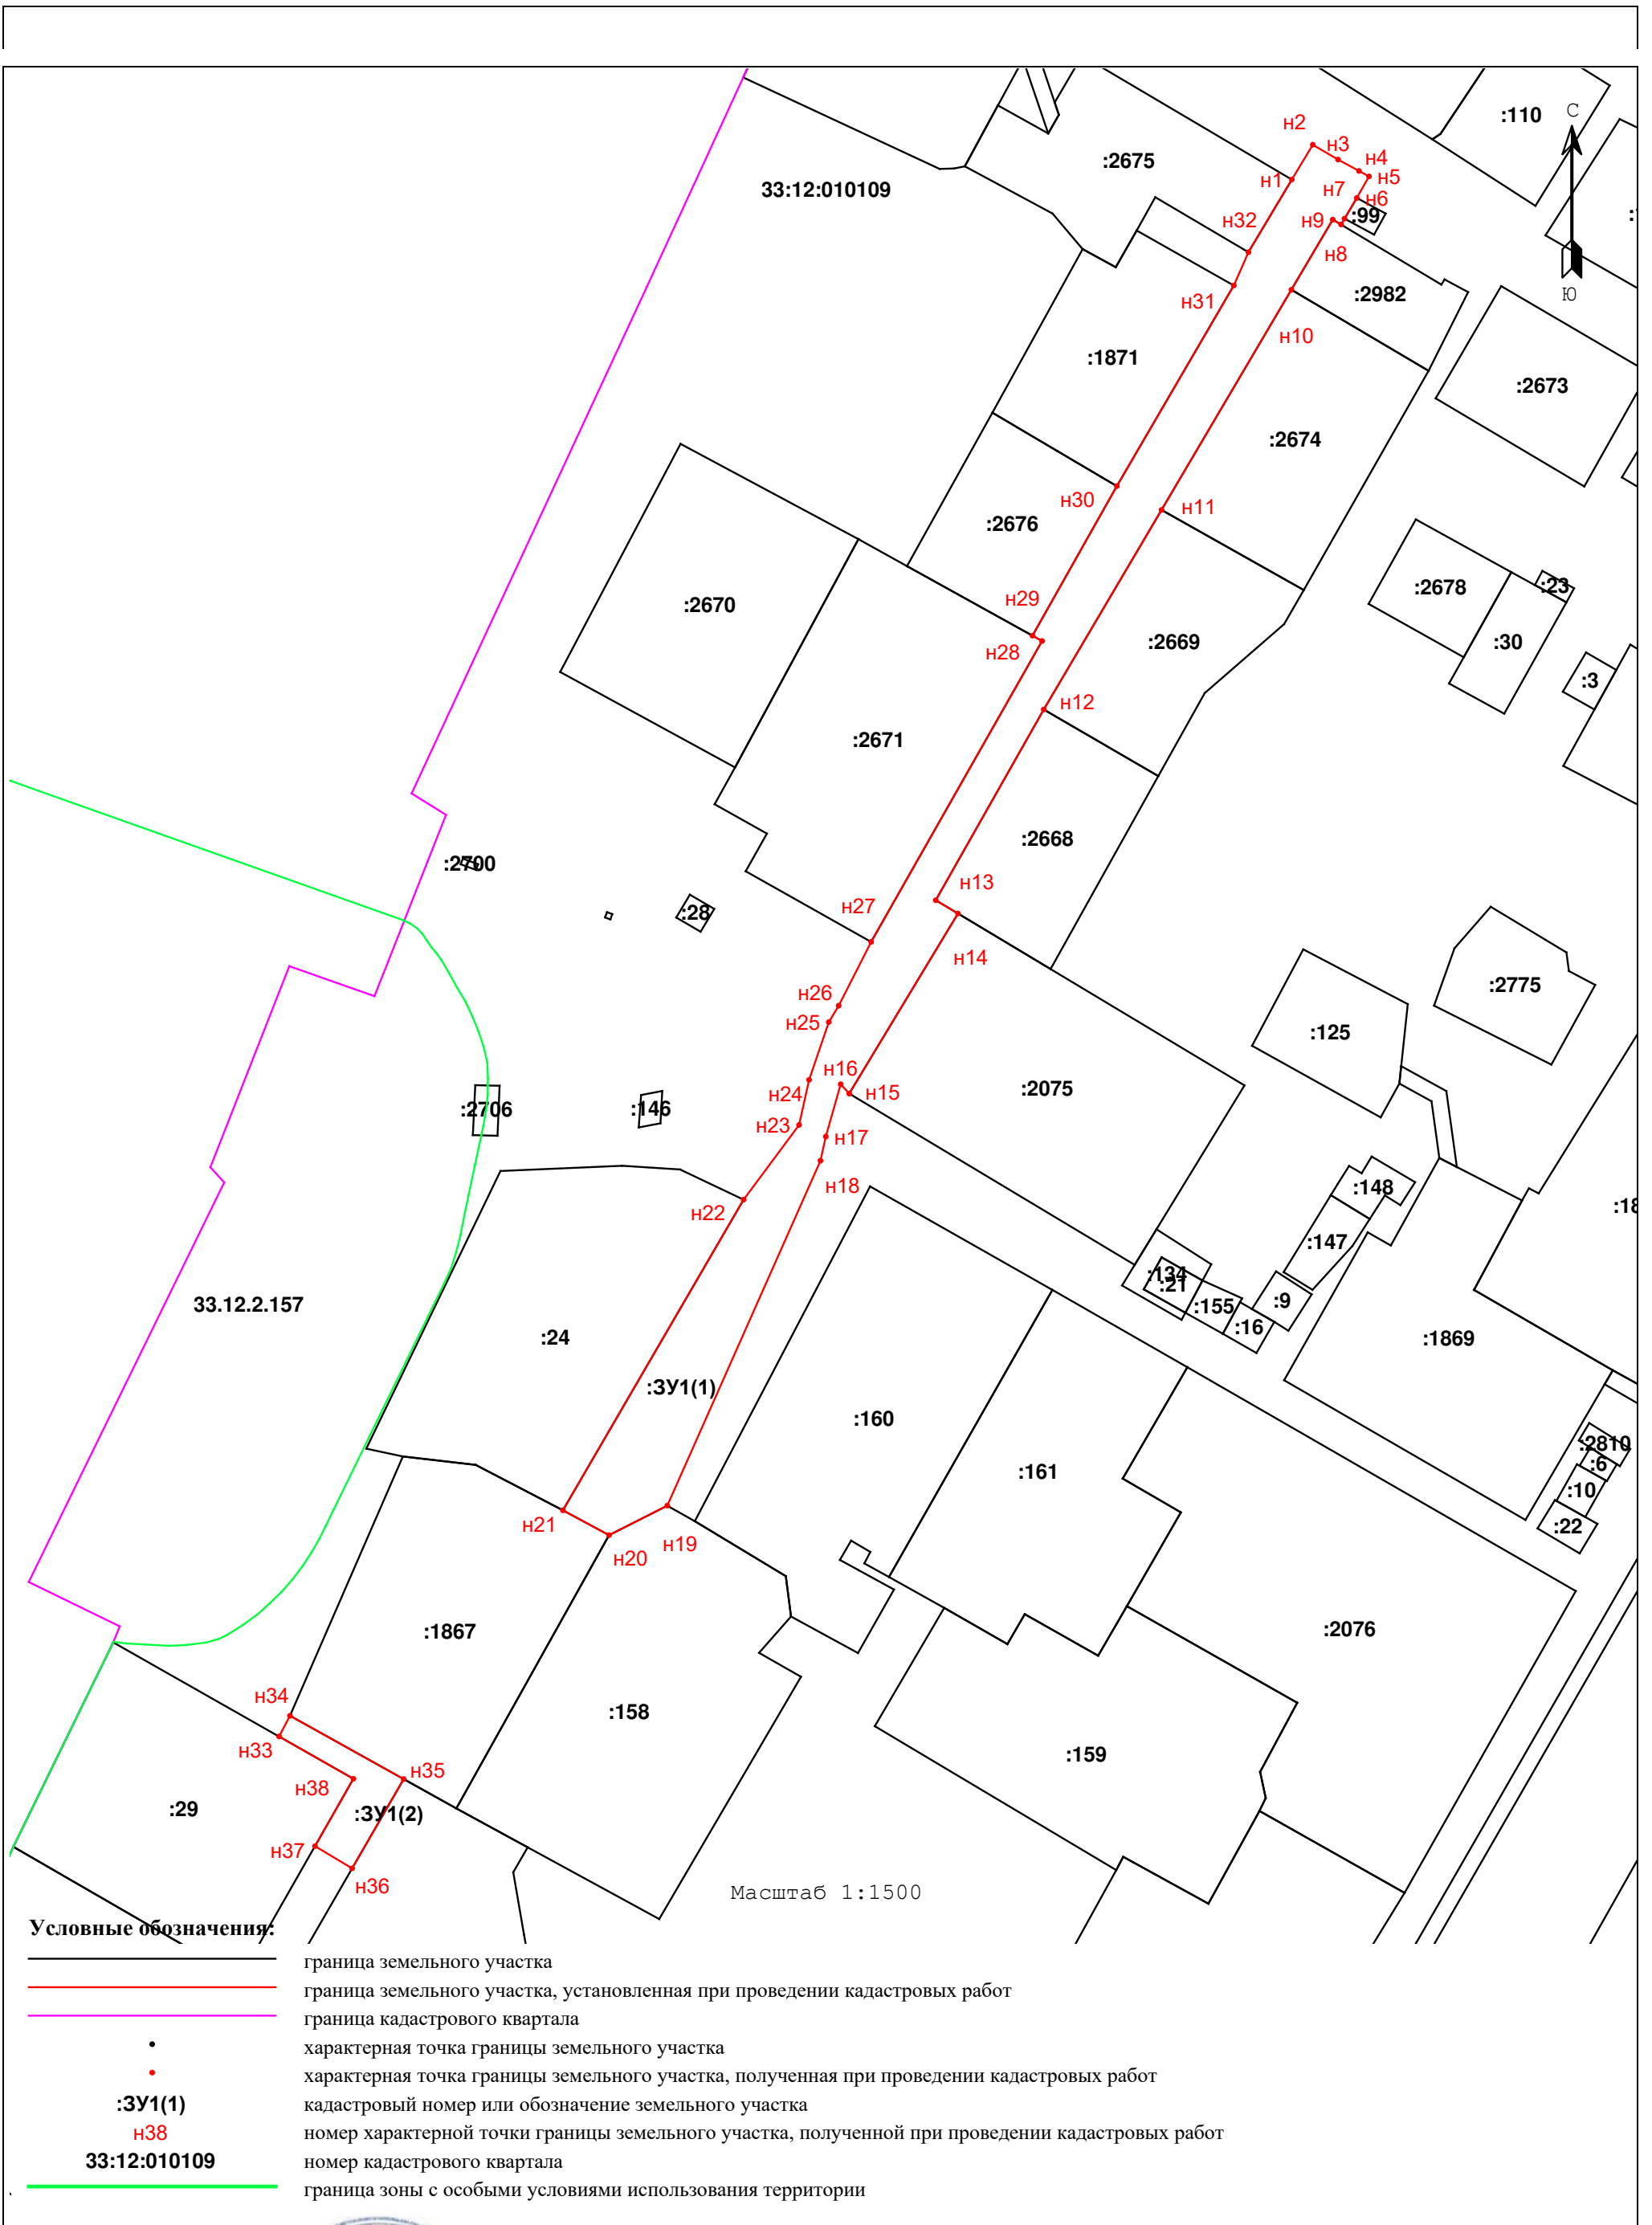 :110
С
н2
н3
:2675
н4
н1
н5
33:12:010109
н7
н6
н32
н9
:99
н8
:2982
Ю
н31
н10
:1871
:2673
:2674
н30
н11
:2676
:23
:2678
н29
:2670
:30
:2669
н28
:3
н12
:2671
:2668
:2700
н13
н27
:28
н14
:2775
н26
н25
:125
н16
н24
н15
:2075
:2706
:146
н23
н17
н18
:148
:18
н22
:147
:134
:21
:9
33.12.2.157
:155
:16
:24
:1869
:ЗУ1(1)
:160
:2810
:6
:161
:10
н21
:22
н19
н20
:1867
:2076
н34
:158
н33
:159
н35
н38
:29
:ЗУ1(2)
н37
н36
Масштаб 1:1500
Условные обозначения:
граница земельного участка
граница земельного участка, установленная при проведении кадастровых работ
граница кадастрового квартала
характерная точка границы земельного участка
характерная точка границы земельного участка, полученная при проведении кадастровых работ
:ЗУ1(1) кадастровый номер или обозначение земельного участка
н38 номер характерной точки границы земельного участка, полученной при проведении кадастровых работ
33:12:010109 номер кадастрового квартала
граница зоны с особыми условиями использования территории